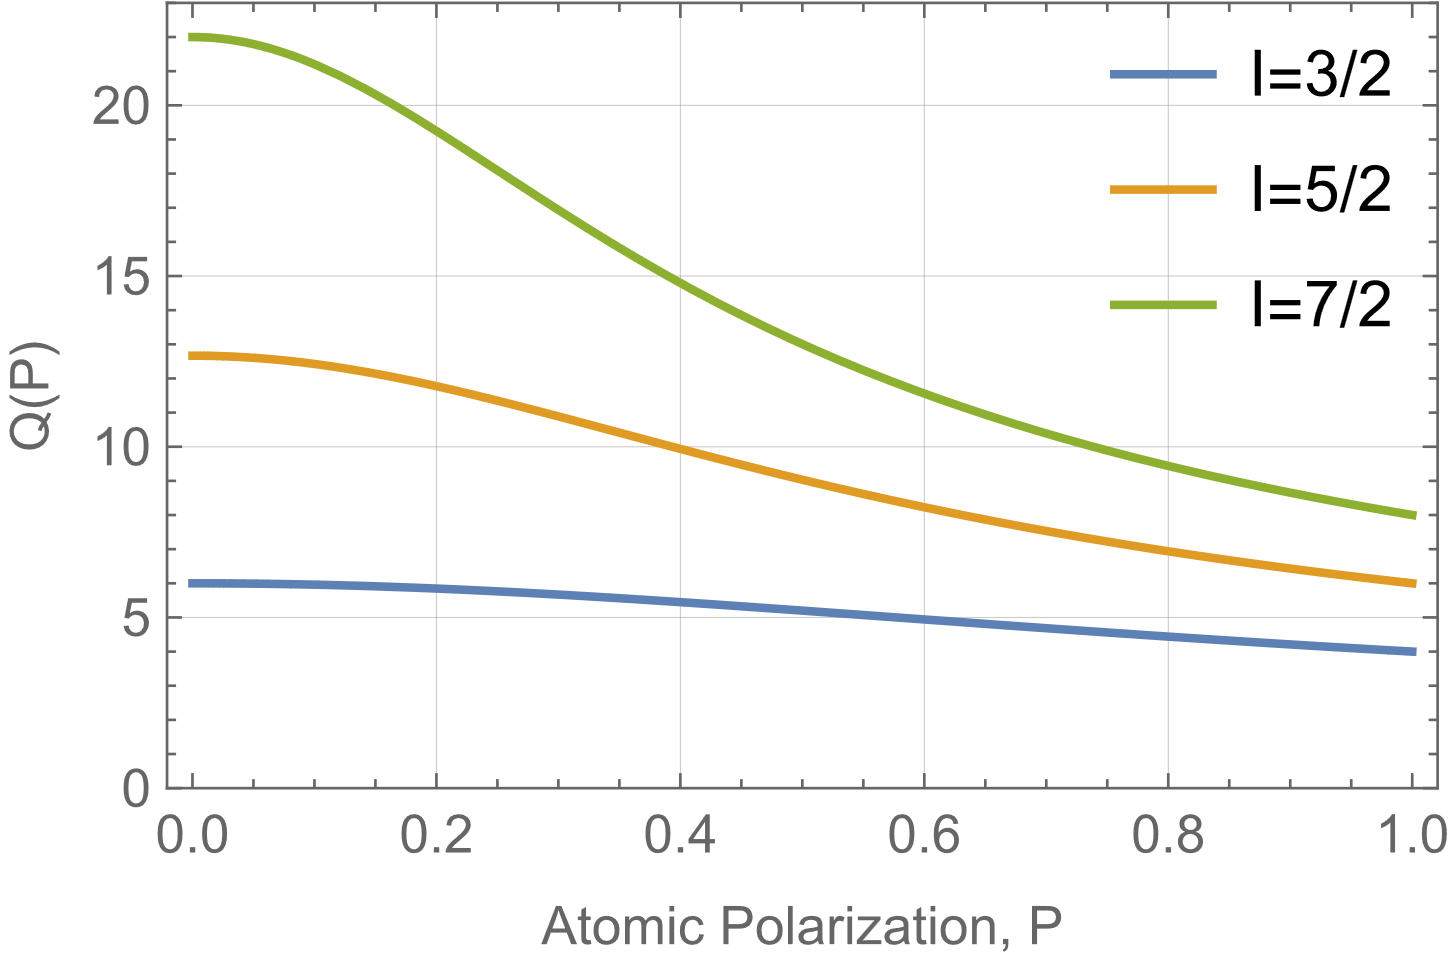 20
15
10
5
0
Q(P)
I=3/2
I=5/2
I=7/2
0.0 0.2 0.4 0.6 0.8 1.0
Atomic Polarization, P